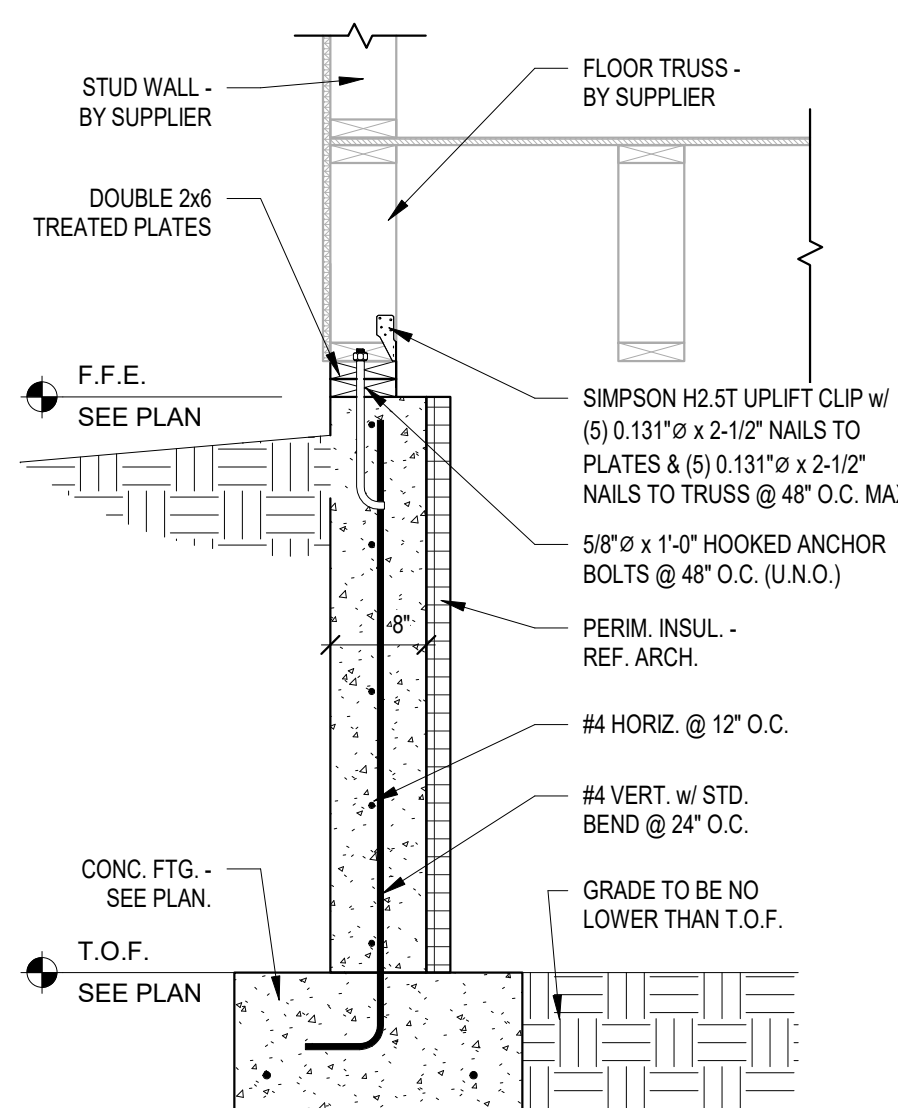 STUD WALL -
BY SUPPLIER
FLOOR TRUSS -
BY SUPPLIER
DOUBLE 2x6
TREATED PLATES
F.F.E.
SEE PLAN
SIMPSON H2.5T UPLIFT CLIP w/
(5) 0.131"Ø x 2-1/2" NAILS TO
PLATES & (5) 0.131"Ø x 2-1/2"
NAILS TO TRUSS @ 48" O.C. MAX
5/8"Ø x 1'-0" HOOKED ANCHOR
BOLTS @ 48" O.C. (U.N.O.)
8"
PERIM. INSUL. -
REF. ARCH.
#4 HORIZ. @ 12" O.C.
#4 VERT. w/ STD.
BEND @ 24" O.C.
CONC. FTG. -
SEE PLAN.
GRADE TO BE NO
LOWER THAN T.O.F.
T.O.F.
SEE PLAN